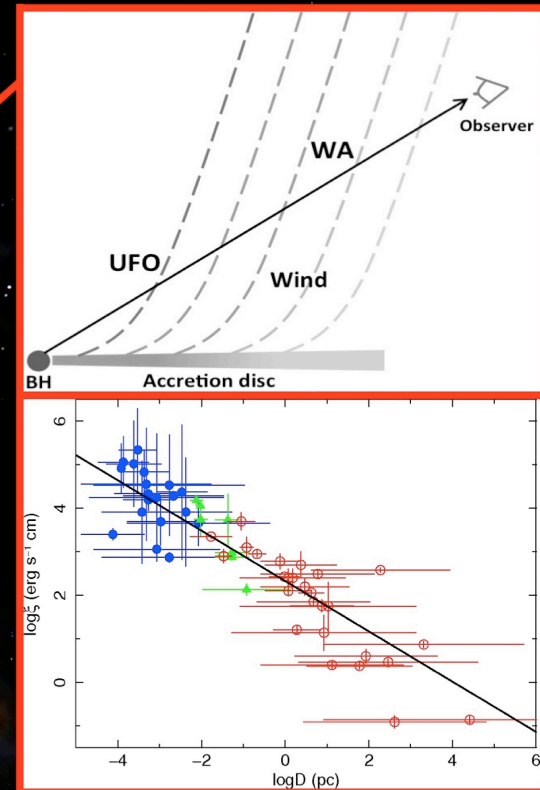 Observer
WA
UFO
Wind
BH
Accretion disc
logξ (erg s⁻¹ cm)
6
4
2
0
−4 −2 0 2 4 6
logD (pc)